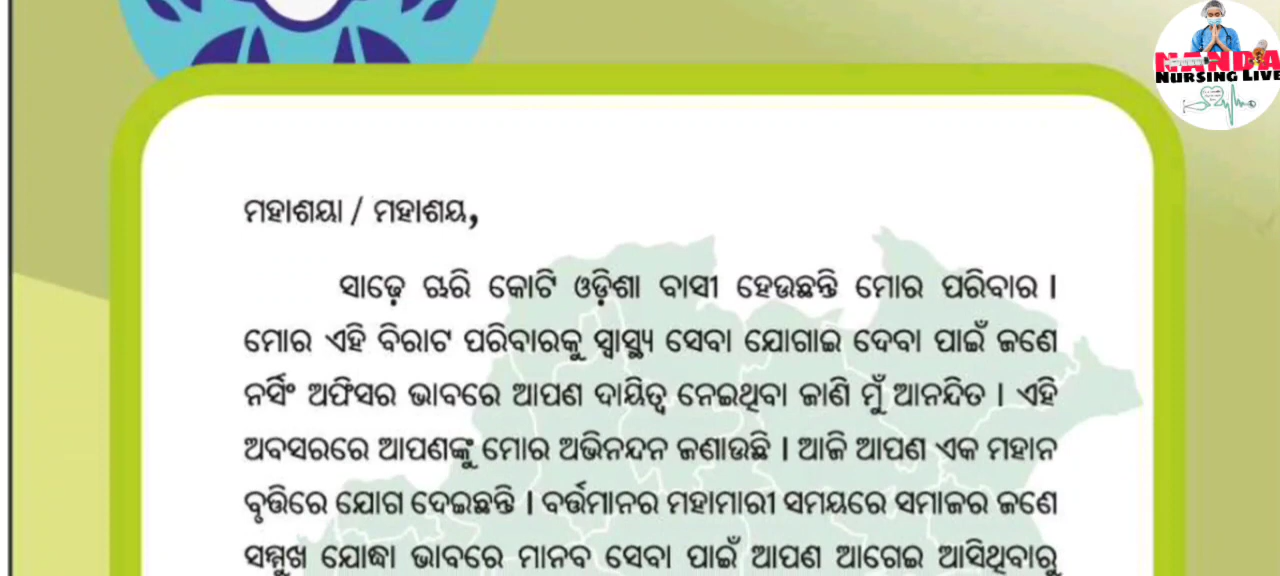 NANDA
NURSING LIVE
ମହାଶୟା / ମହାଶୟ,
ସାଢ଼େ ଋରି କୋଟି ଓଡ଼ିଶା ବାସୀ ହେଉଛନ୍ତି ମୋର ପରିବାର ।
ମୋର ଏହି ବିରାଟ ପରିବାରକୁ ସ୍ୱାସ୍ଥ୍ୟ ସେବା ଯୋଗାଇ ଦେବା ପାଇଁ ଜଣେ
ନର୍ସିଂ ଅଫିସର ଭାବରେ ଆପଣ ଦାୟିତ୍ୱ ନେଇଥିବା ଜାଣି ମୁଁ ଆନନ୍ଦିତ । ଏହି
ଅବସରରେ ଆପଣଙ୍କୁ ମୋର ଅଭିନନ୍ଦନ ଜଣାଉଛି । ଆଜି ଆପଣ ଏକ ମହାନ
ବୃତ୍ତିରେ ଯୋଗ ଦେଇଛନ୍ତି । ବର୍ତ୍ତମାନର ମହାମାରୀ ସମୟରେ ସମାଜର ଜଣେ
ସମ୍ମୁଖ ଯୋଦ୍ଧା ଭାବରେ ମାନବ ସେବା ପାଇଁ ଆପଣ ଆଗେଇ ଆସିଥିବାରୁ